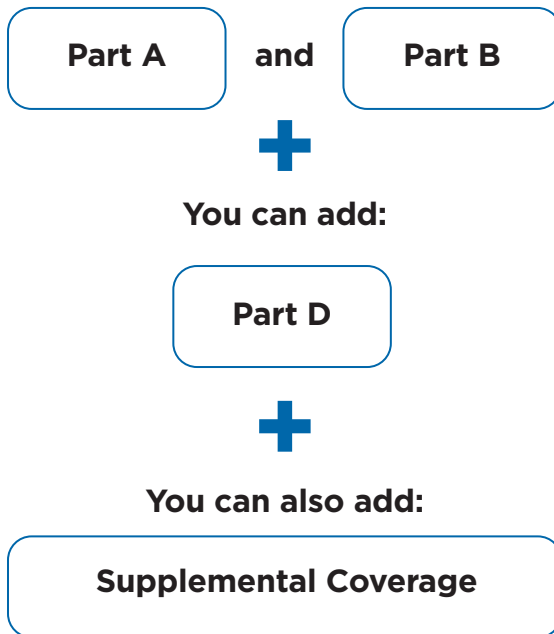 Part A and Part B
You can add:
Part D
You can also add:
Supplemental Coverage